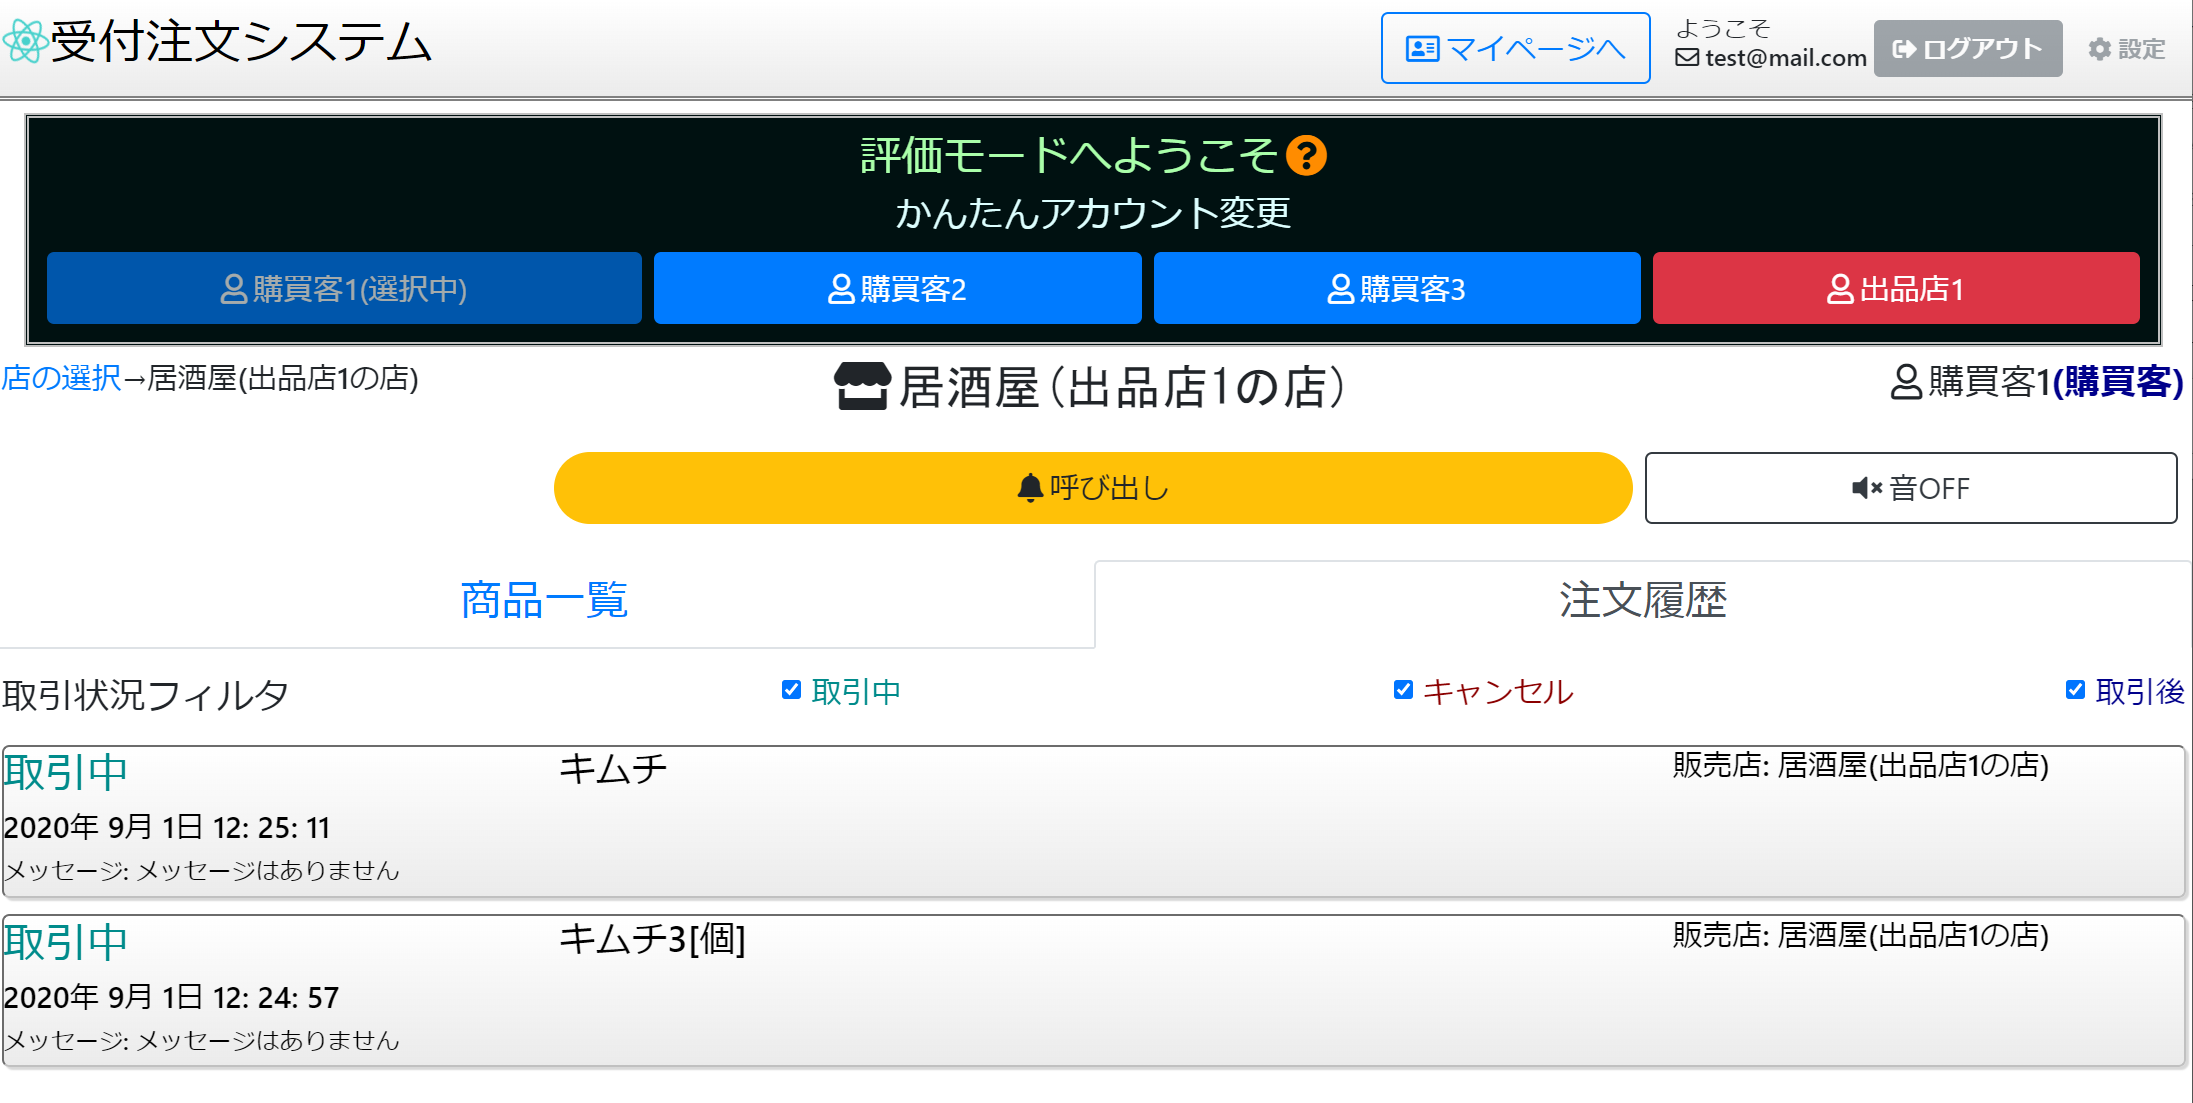 受付注文システム
マイページへ
ようこそ
test@mail.com
ログアウト
設定
評価モードへようこそ
かんたんアカウント変更
購買客1(選択中)
購買客2
購買客3
出品店1
店の選択→居酒屋(出品店1の店)
居酒屋(出品店1の店)
購買客1(購買客)
呼び出し
音OFF
商品一覧
注文履歴
取引状況フィルタ
取引中
キャンセル
取引後
取引中
キムチ
販売店: 居酒屋(出品店1の店)
2020年 9月 1日 12: 25: 11
メッセージ: メッセージはありません
取引中
キムチ3[個]
販売店: 居酒屋(出品店1の店)
2020年 9月 1日 12: 24: 57
メッセージ: メッセージはありません